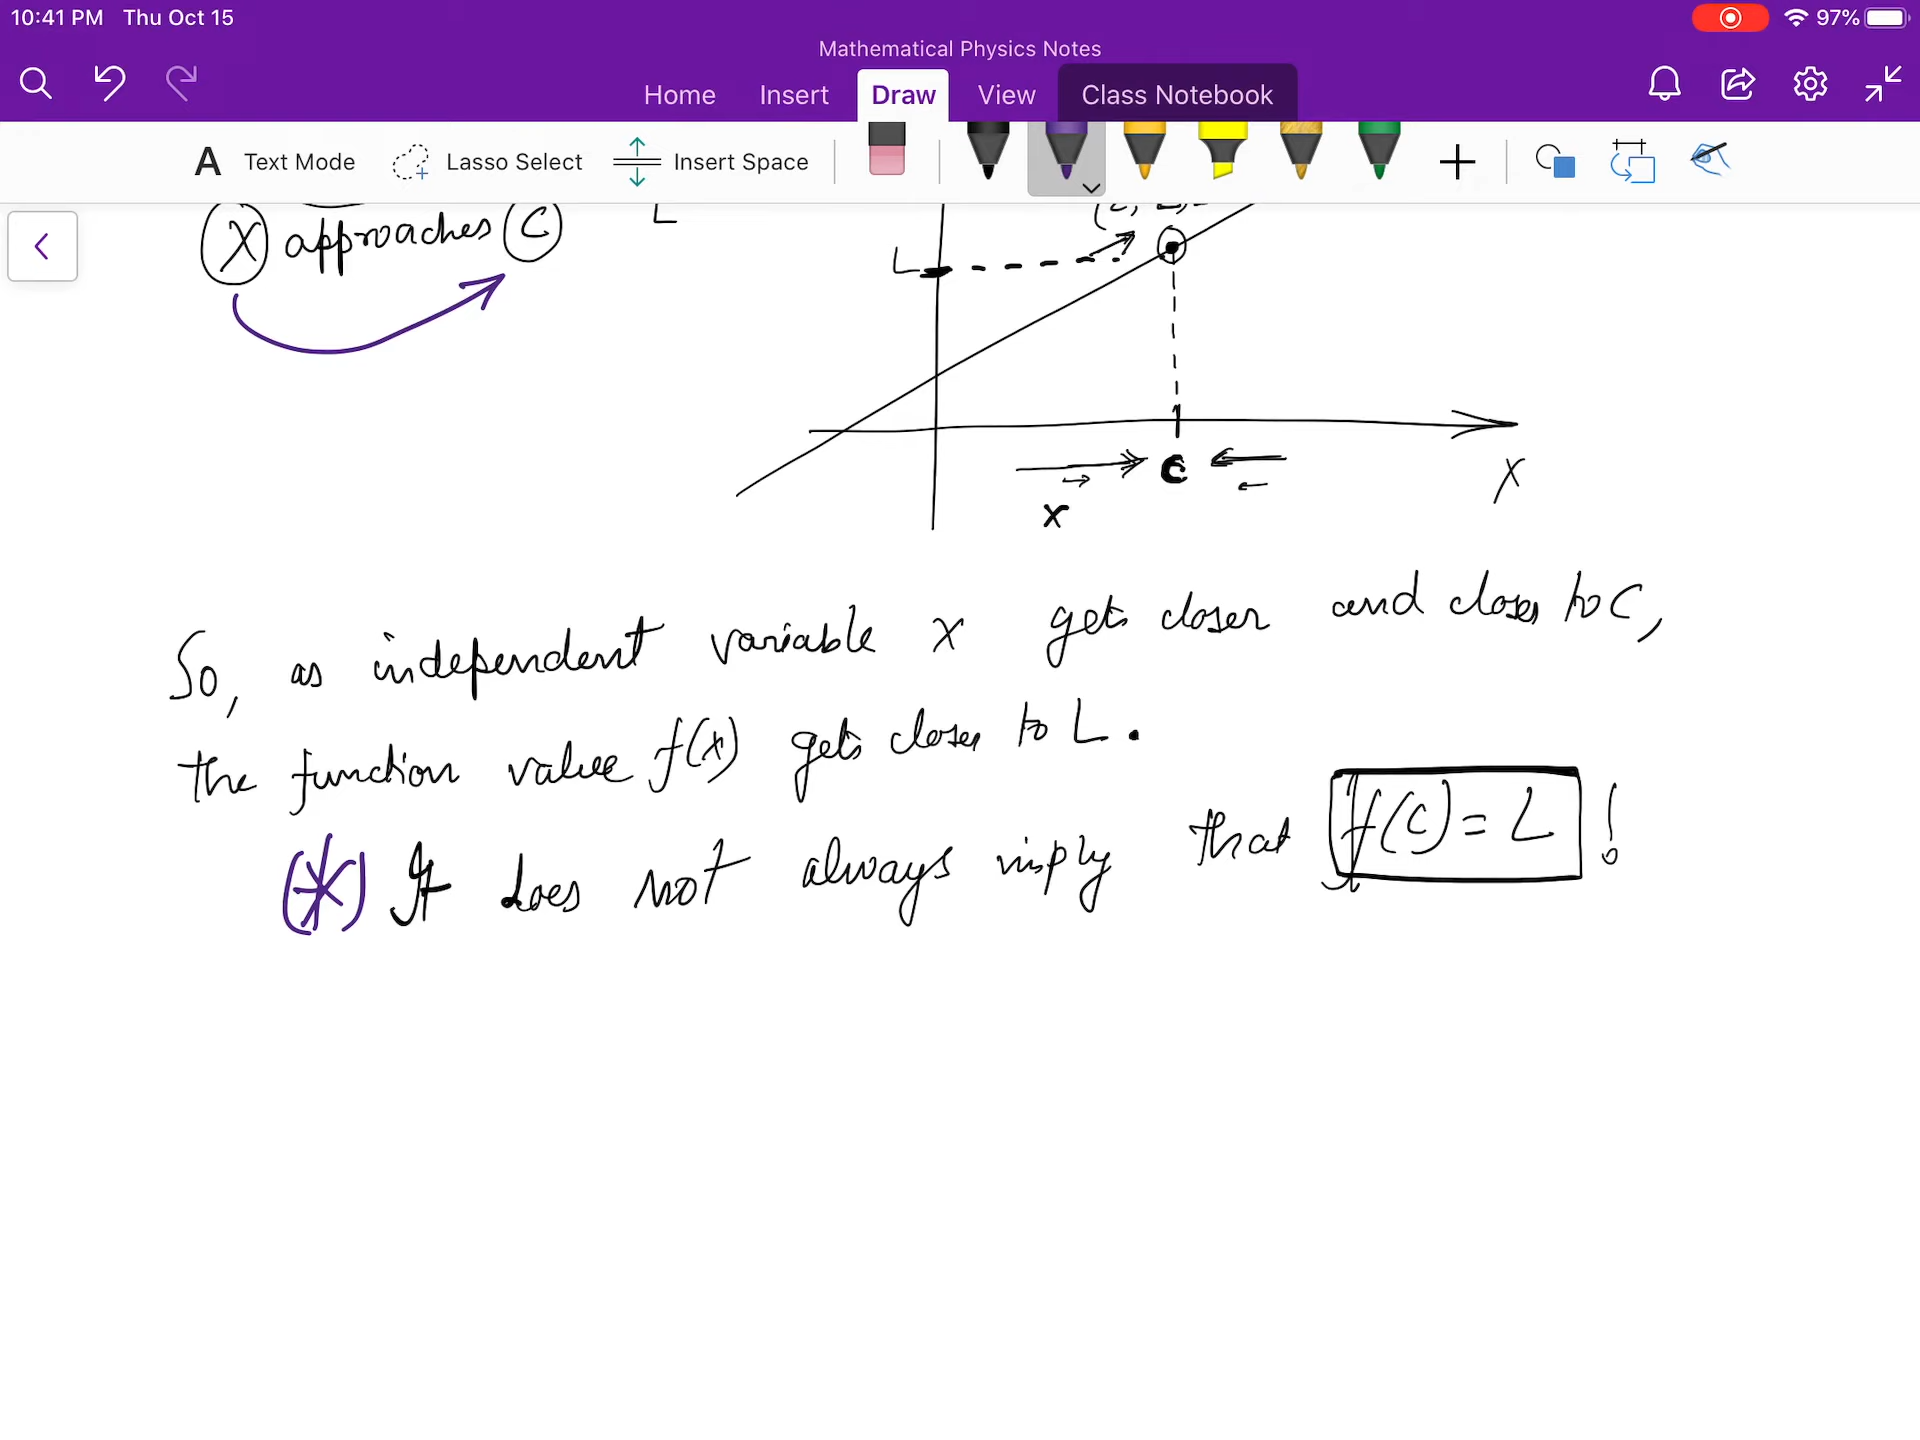 10:41 PM Thu Oct 15
97%
Mathematical Physics Notes
Home Insert Draw View Class Notebook
A Text Mode Lasso Select Insert Space
X approaches C
L
L
C
x
X
So, as independent variable x gets closer and closer to C,
the function value f(x) gets closer to L.
(*) It does not always imply that f(c) = L !